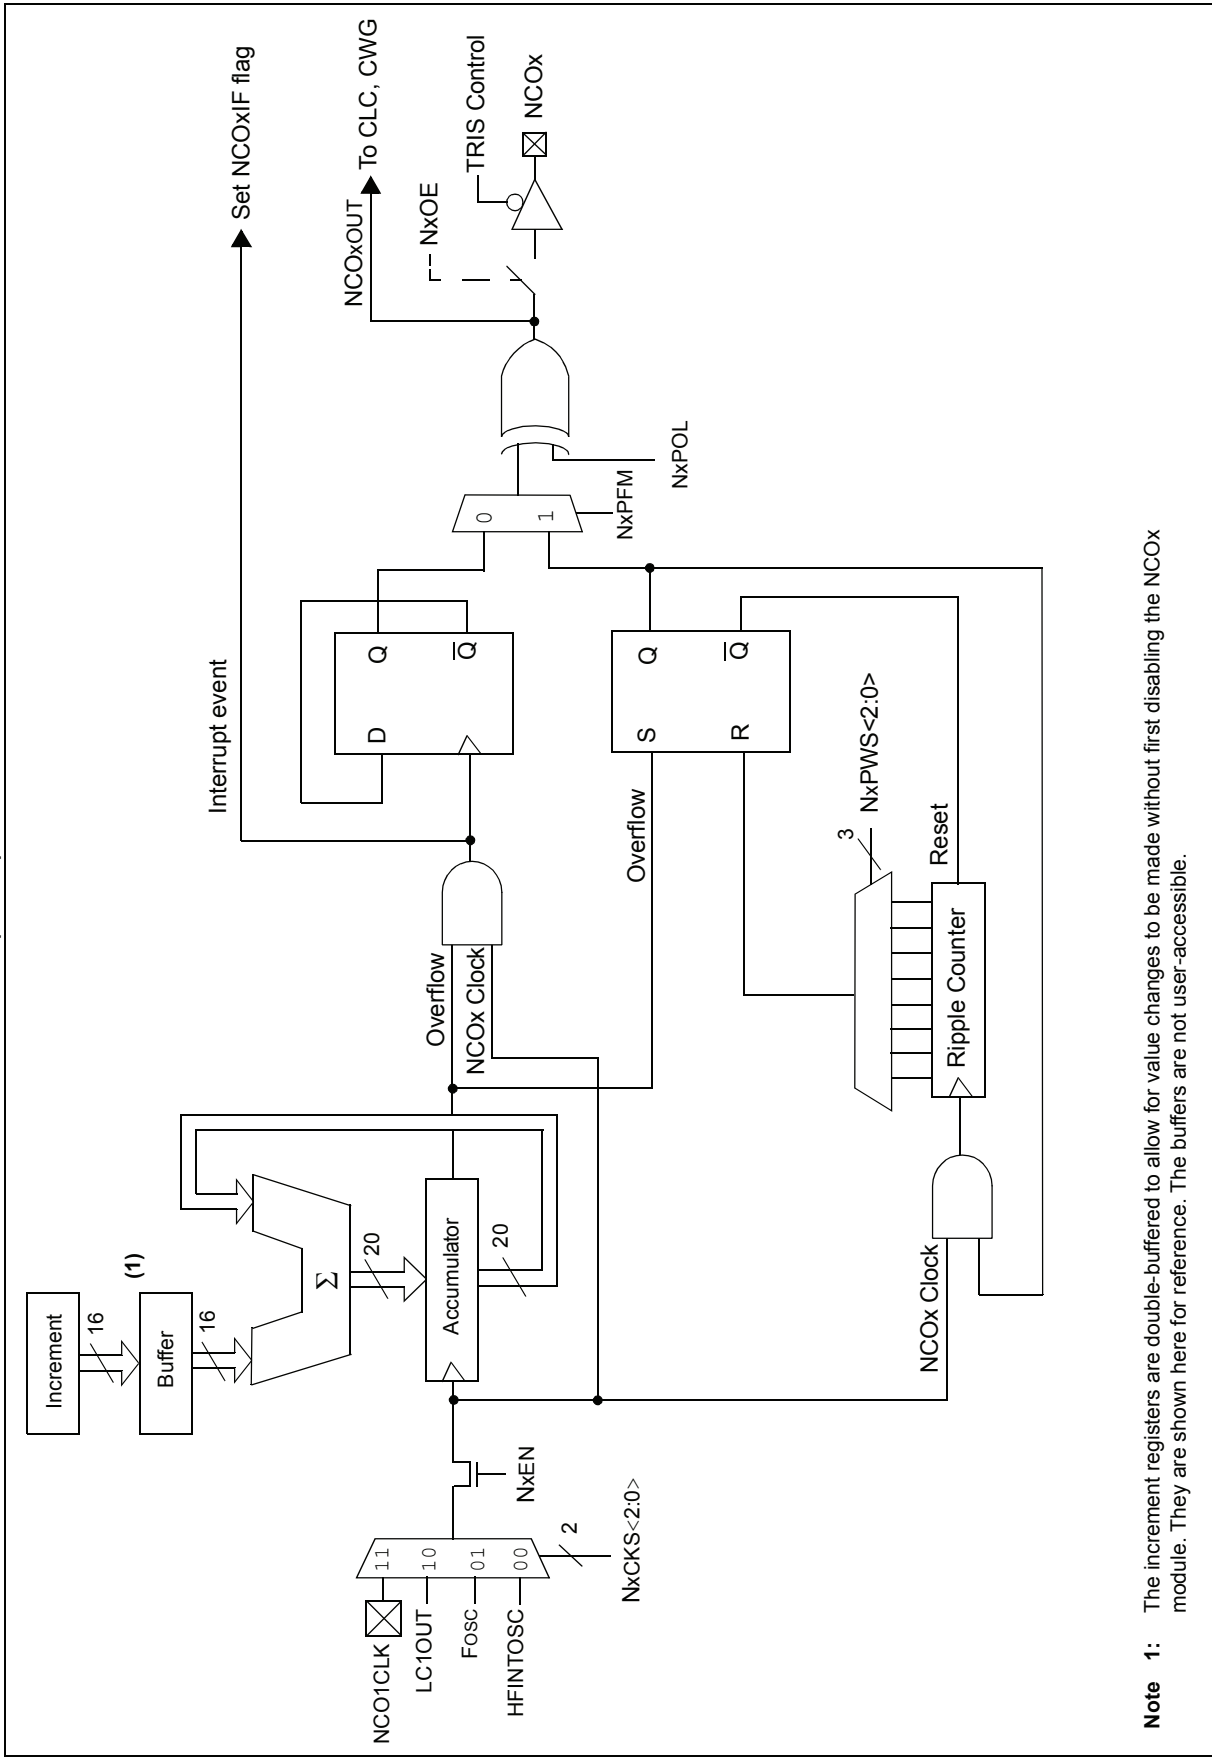 Increment
16
Buffer
(1)
16
Σ
20
Accumulator
20
NCO1CLK
LC1OUT
FOSC
HFINTOSC
11
10
01
00
NxCKS<2:0>
2
NxEN
Overflow
NCOx Clock
Interrupt event
Set NCOxIF flag
D
Q
Q
Overflow
S
Q
R
Q
NCOx Clock
Ripple Counter
Reset
3
NxPWS<2:0>
0
1
NxPFM
NxPOL
NCOxOUT
To CLC, CWG
NxOE
TRIS Control
NCOx
Note 1: The increment registers are double-buffered to allow for value changes to be made without first disabling the NCOx
module. They are shown here for reference. The buffers are not user-accessible.